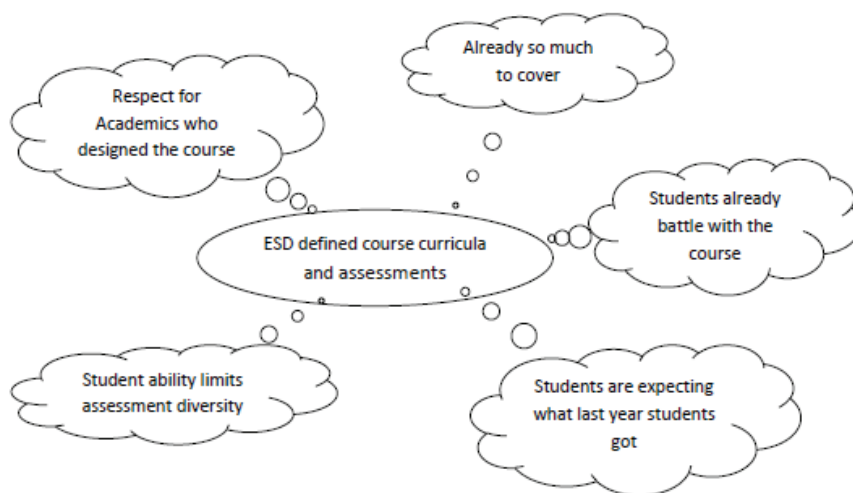 Already so much
to cover
Respect for
Academics who
designed the course
Students already
battle with the
course
ESD defined course curricula
and assessments
Student ability limits
assessment diversity
Students are expecting
what last year students
got